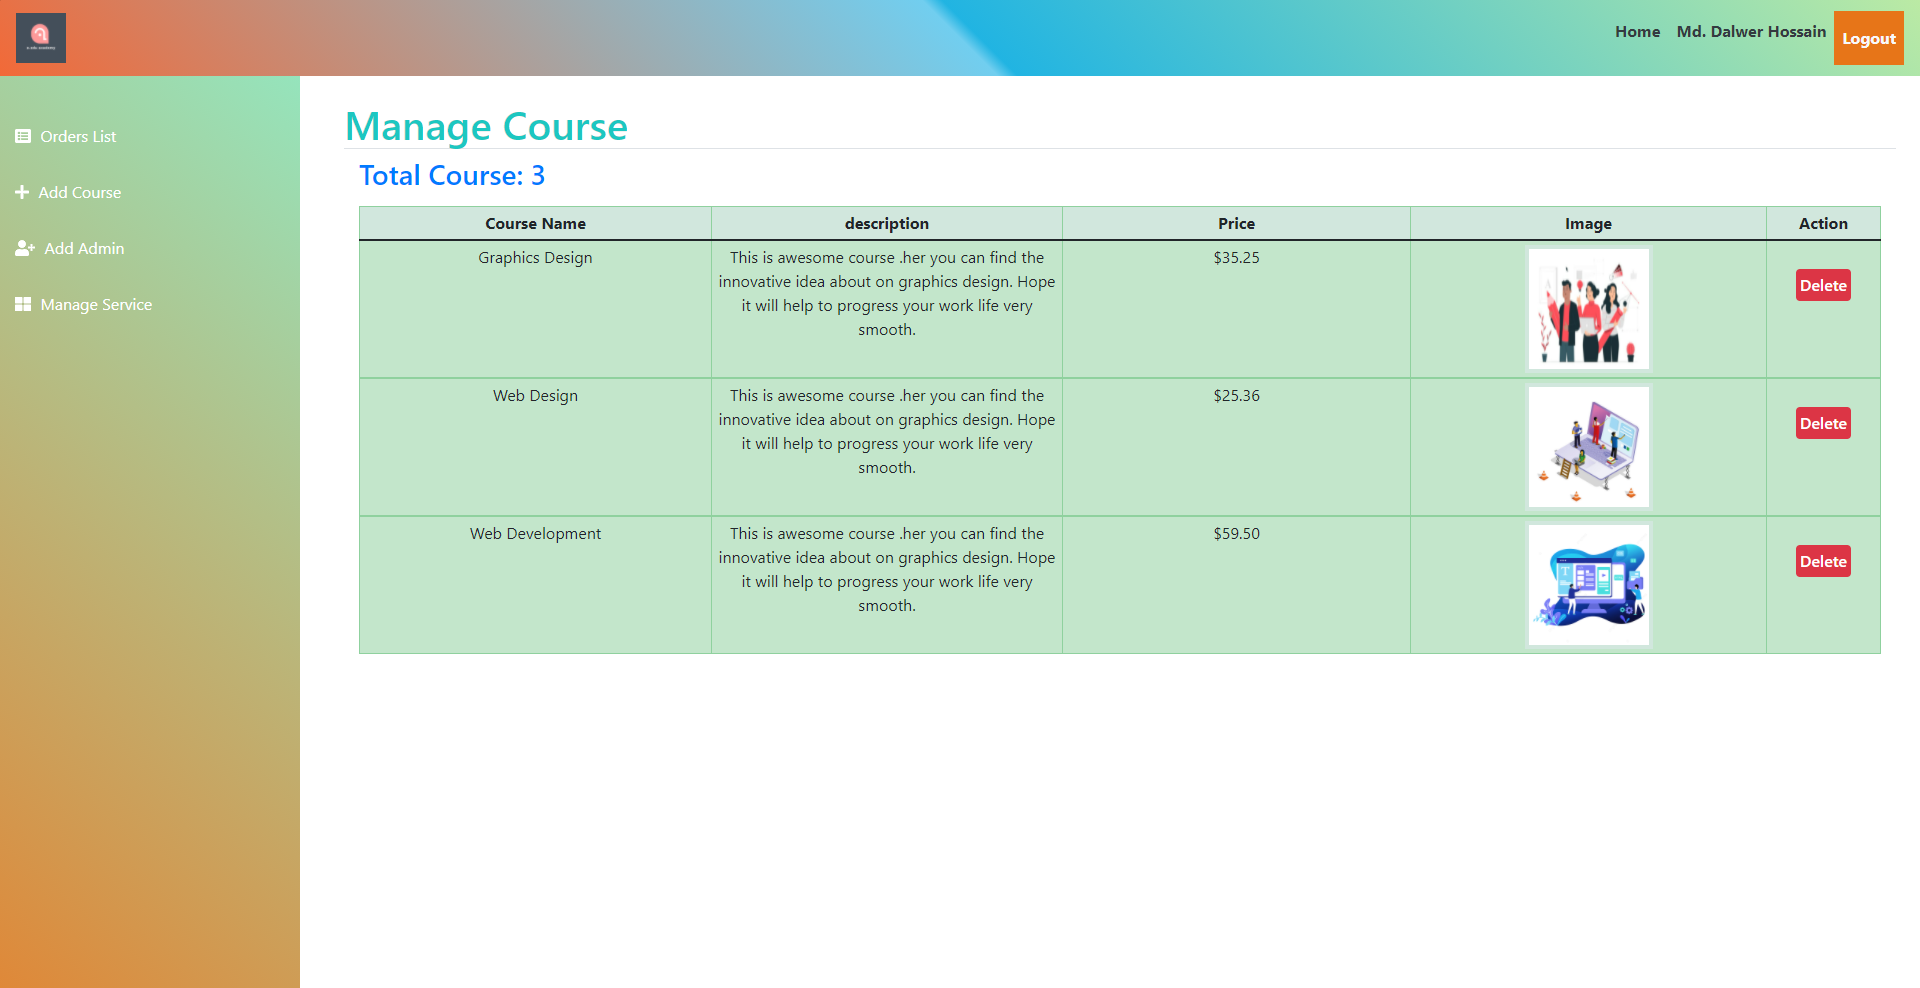 Home Md. Dalwer Hossain Logout
Orders List
Add Course
Add Admin
Manage Service
Manage Course
Total Course: 3
Course Name description Price Image Action
Graphics Design This is awesome course .her you can find the $35.25 Delete
innovative idea about on graphics design. Hope
it will help to progress your work life very
smooth.
Web Design This is awesome course .her you can find the $25.36 Delete
innovative idea about on graphics design. Hope
it will help to progress your work life very
smooth.
Web Development This is awesome course .her you can find the $59.50 Delete
innovative idea about on graphics design. Hope
it will help to progress your work life very
smooth.